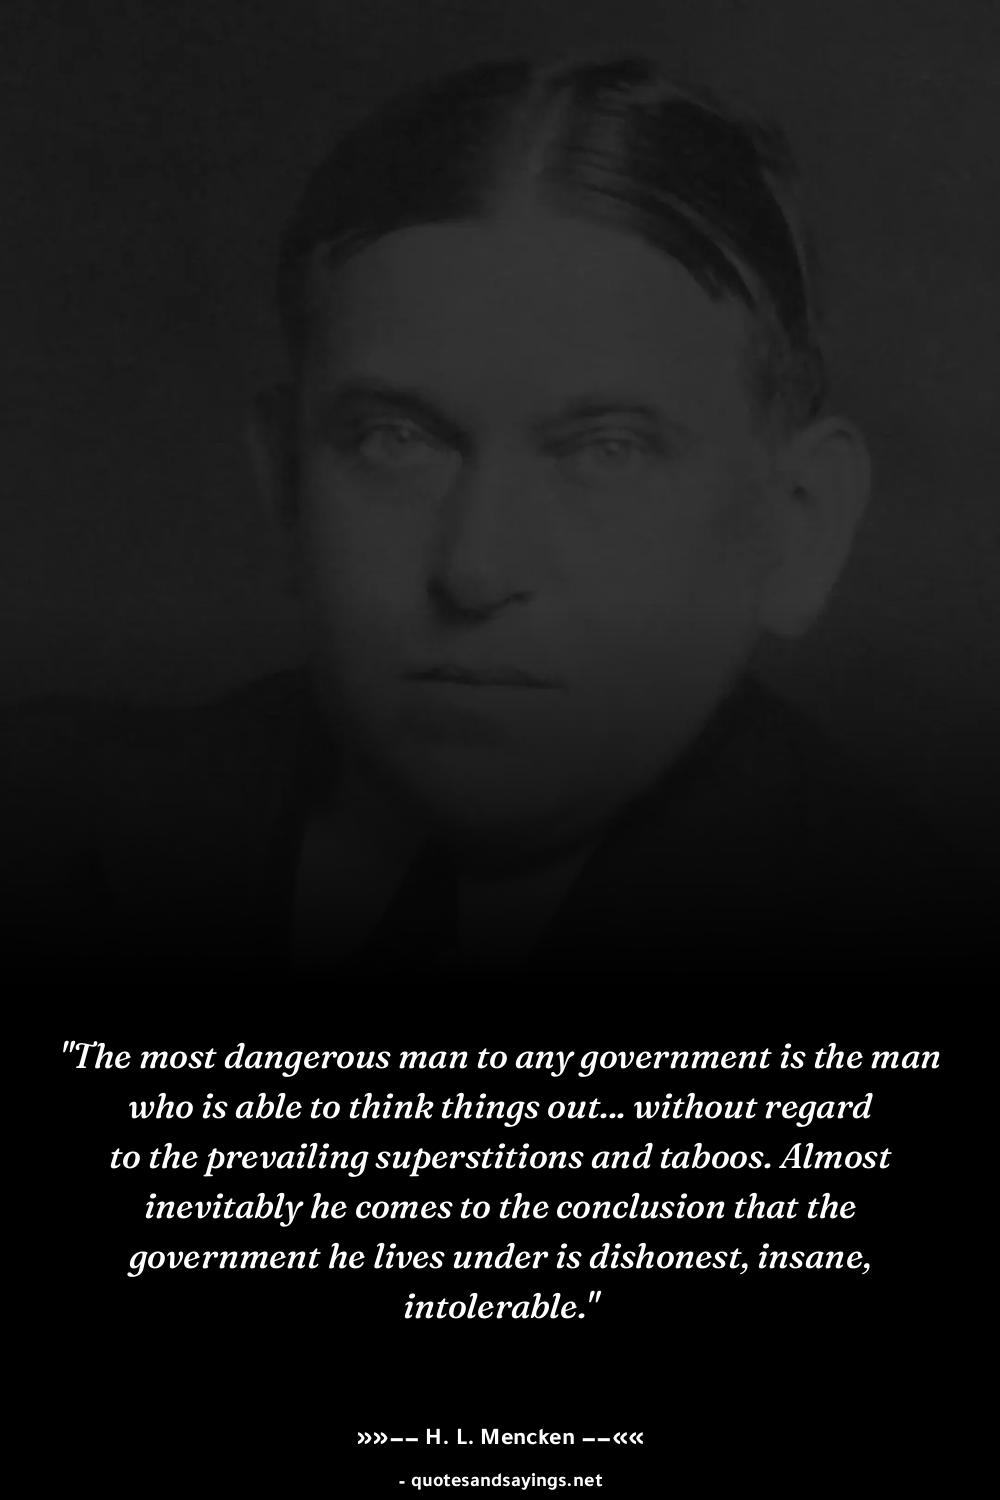 "The most dangerous man to any government is the man
who is able to think things out... without regard
to the prevailing superstitions and taboos. Almost
inevitably he comes to the conclusion that the
government he lives under is dishonest, insane,
intolerable."
»»–– H. L. Mencken ––««
- quotesandsayings.net